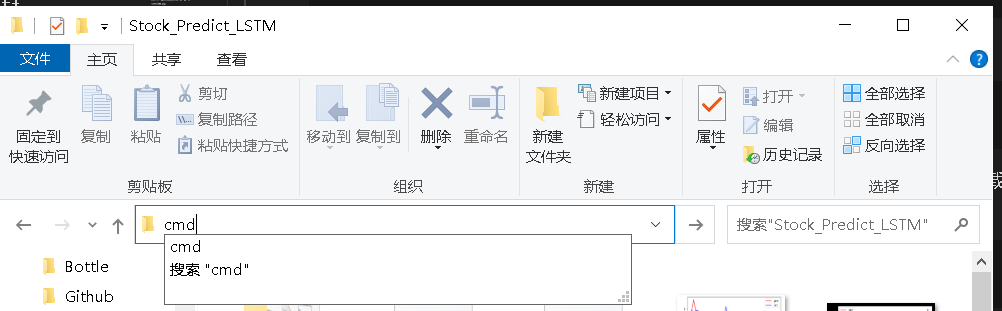 Stock_Predict_LSTM
文件 主页 共享 查看
固定到
快速访问
复制
粘贴
剪切
复制路径
粘贴快捷方式
剪贴板
移动到 复制到 删除 重命名
组织
新建
文件夹
新建项目
轻松访问
新建
属性
打开
编辑
历史记录
打开
全部选择
全部取消
反向选择
选择
cmd
搜索"Stock_Predict_LSTM"
cmd
搜索 "cmd"
Bottle
Github